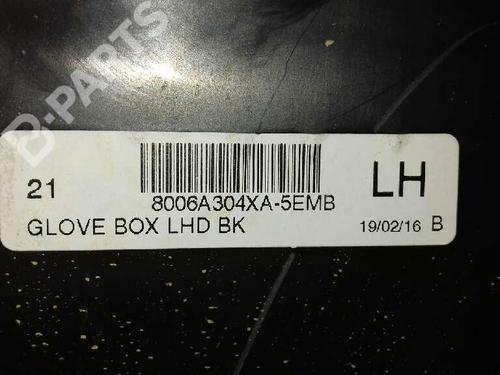 B-PARTS
21
8006A304XA-5EMB
LH
GLOVE BOX LHD BK
19/02/16 B